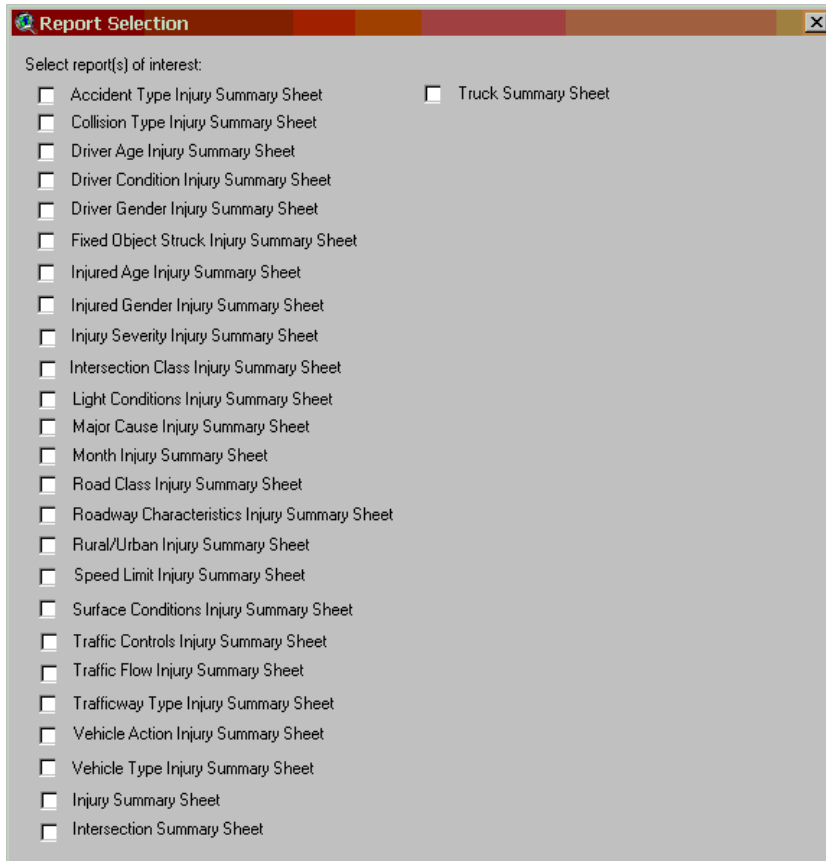 Report Selection
Select report(s) of interest:
Accident Type Injury Summary Sheet
Collision Type Injury Summary Sheet
Driver Age Injury Summary Sheet
Driver Condition Injury Summary Sheet
Driver Gender Injury Summary Sheet
Fixed Object Struck Injury Summary Sheet
Injured Age Injury Summary Sheet
Injured Gender Injury Summary Sheet
Injury Severity Injury Summary Sheet
Intersection Class Injury Summary Sheet
Light Conditions Injury Summary Sheet
Major Cause Injury Summary Sheet
Month Injury Summary Sheet
Road Class Injury Summary Sheet
Roadway Characteristics Injury Summary Sheet
Rural/Urban Injury Summary Sheet
Speed Limit Injury Summary Sheet
Surface Conditions Injury Summary Sheet
Traffic Controls Injury Summary Sheet
Traffic Flow Injury Summary Sheet
Trafficway Type Injury Summary Sheet
Vehicle Action Injury Summary Sheet
Vehicle Type Injury Summary Sheet
Injury Summary Sheet
Intersection Summary Sheet
Truck Summary Sheet